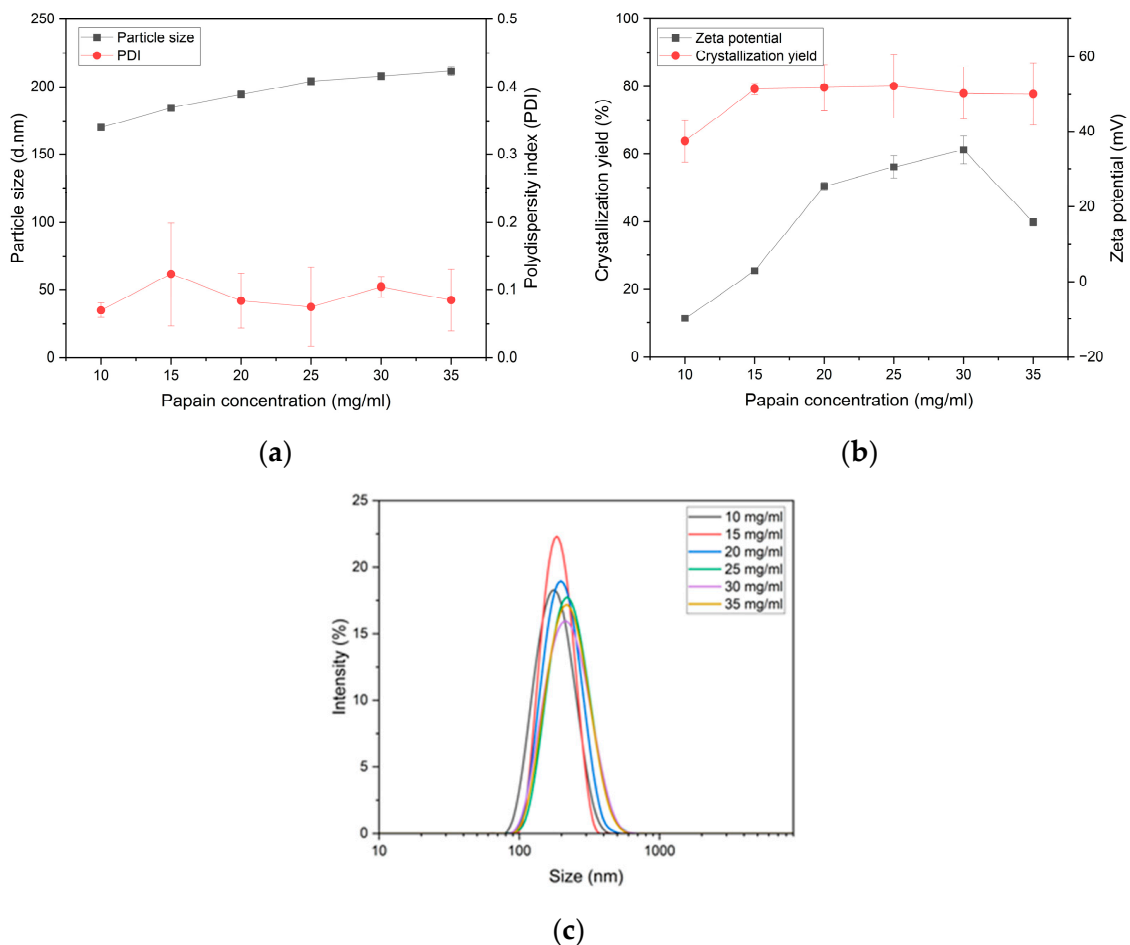 250
200
150
100
50
0
Particle size (d.nm)
Particle size
PDI
0.5
0.4
0.3
0.2
0.1
0.0
Polydispersity index (PDI)
10 15 20 25 30 35
Papain concentration (mg/ml)
(a)
100
80
60
40
20
0
Crystallization yield (%)
Zeta potential
Crystallization yield
60
40
20
0
−20
Zeta potential (mV)
10 15 20 25 30 35
Papain concentration (mg/ml)
(b)
25
20
15
10
5
0
Intensity (%)
10 mg/ml
15 mg/ml
20 mg/ml
25 mg/ml
30 mg/ml
35 mg/ml
10 100 1000
Size (nm)
(c)